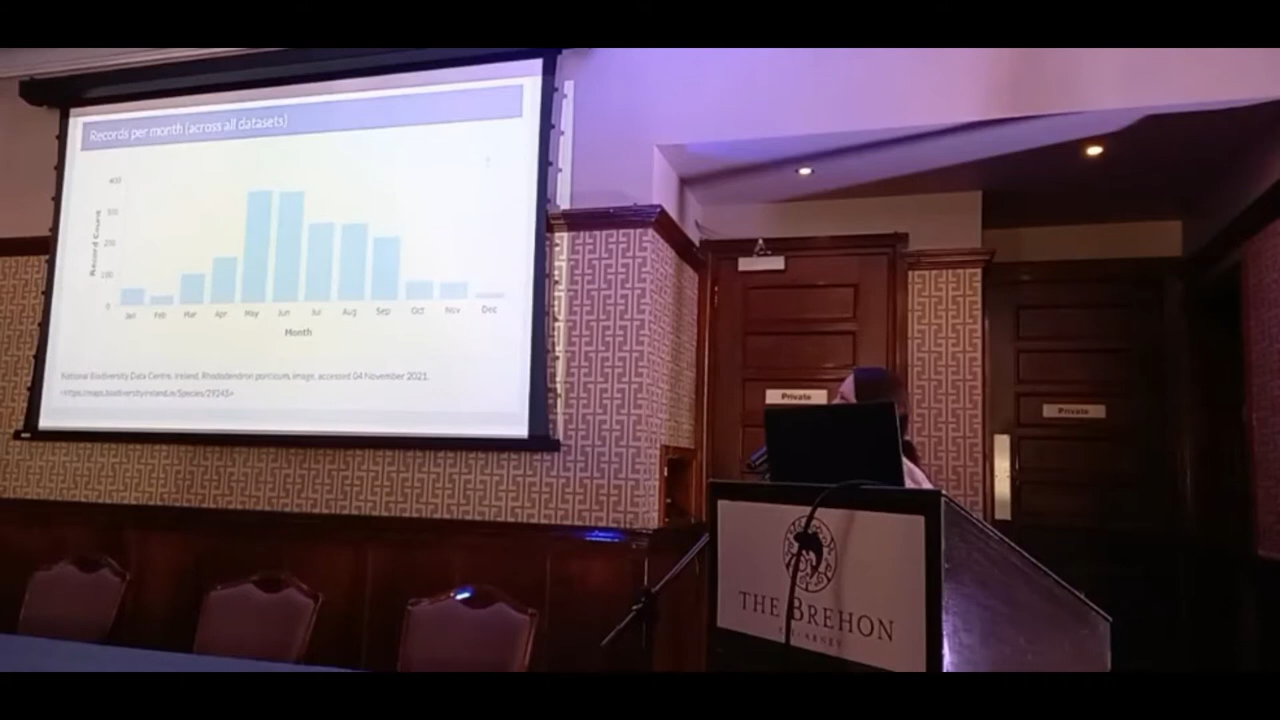 Records per month (across all datasets)
400
300
200
100
0
Record Count
Jan Feb Mar Apr May Jun Jul Aug Sep Oct Nov Dec
Month
National Biodiversity Data Centre, Ireland, Rhododendron ponticum, image, accessed 04 November 2021,
<https://maps.biodiversityireland.ie/Species/29245>
Private
Private
THE BREHON
KILLARNEY